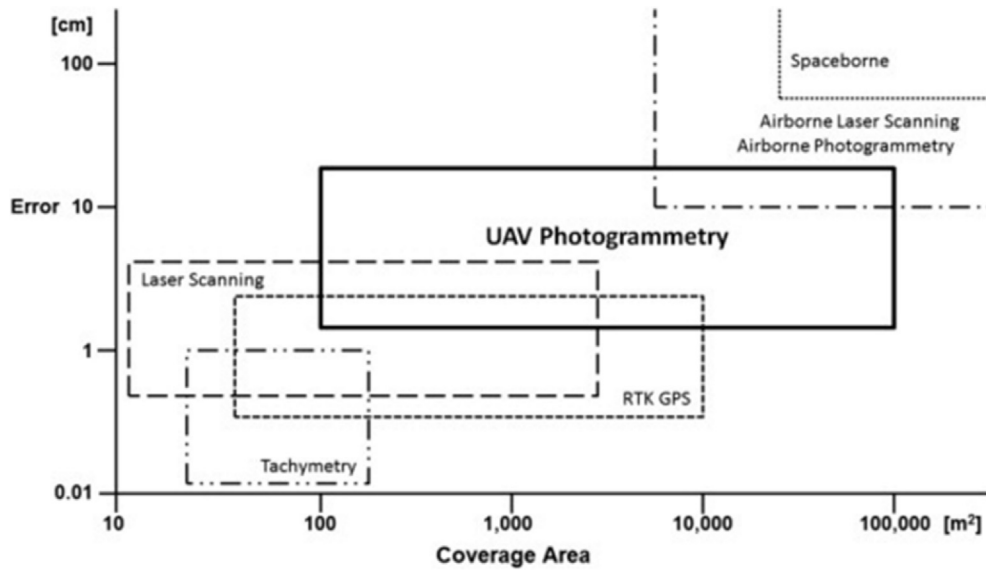 [cm]
100
Spaceborne
Airborne Laser Scanning
Airborne Photogrammetry
Error 10
UAV Photogrammetry
Laser Scanning
1
RTK GPS
Tachymetry
0.01
10 100 1,000 10,000 100,000 [m²]
Coverage Area